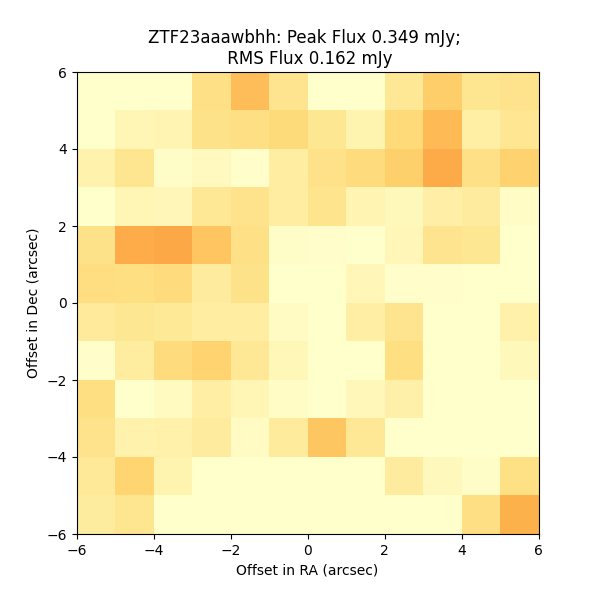 ZTF23aaawbhh: Peak Flux 0.349 mJy;
RMS Flux 0.162 mJy
6
4
2
0
−2
−4
−6
Offset in Dec (arcsec)
−6 −4 −2 0 2 4 6
Offset in RA (arcsec)